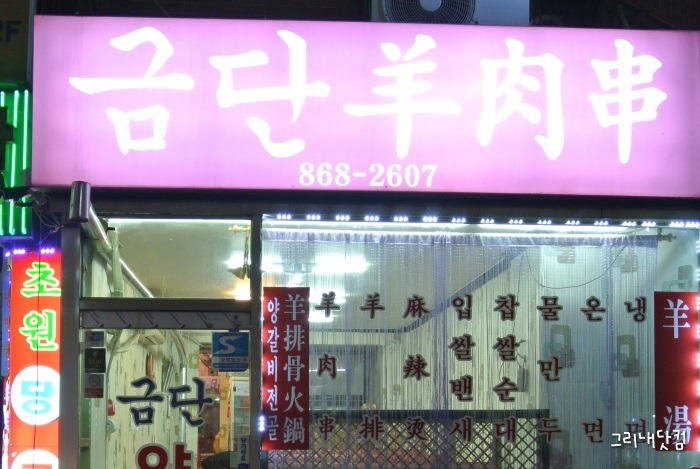 금단羊肉串
868-2607
초원당
금단
양갈비전골
羊排骨火鍋
羊肉串
羊排
麻辣烫
입쌀밴새
찹쌀순대
물만두
온면
냉면
羊湯
그리내닷컴